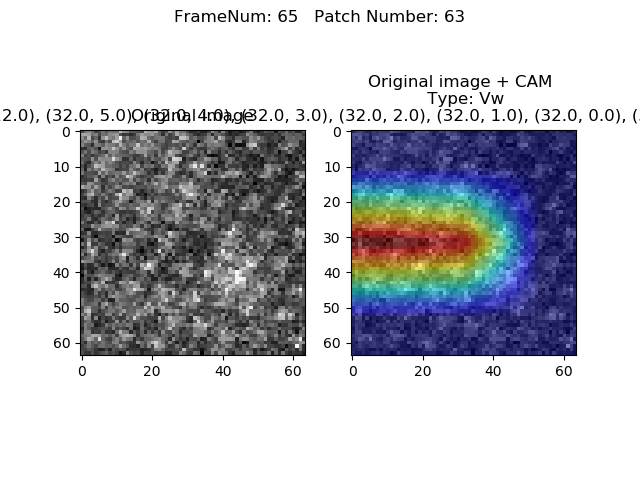 FrameNum: 65   Patch Number: 63
Original image + CAM
Type: Vw
2.0), (32.0, 5.0), (32.0, 4.0), (32.0, 3.0), (32.0, 2.0), (32.0, 1.0), (32.0, 0.0), (
Original image
0
10
20
30
40
50
60
0 20 40 60
0
10
20
30
40
50
60
0 20 40 60